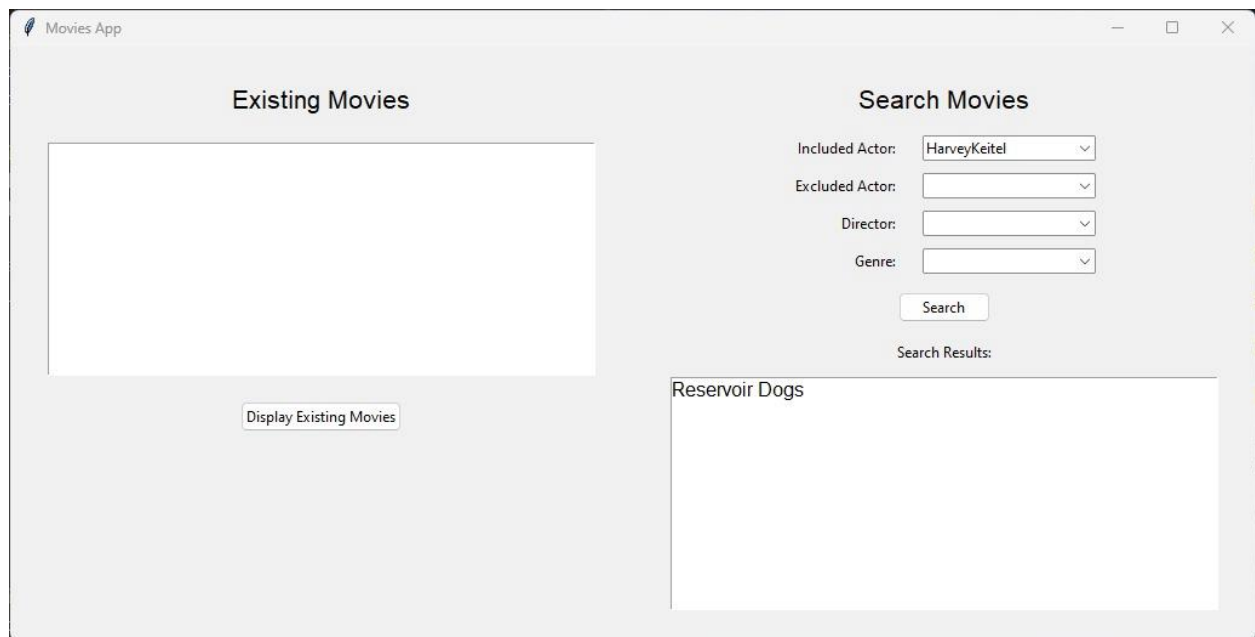 Movies App
Existing Movies
Display Existing Movies
Search Movies
Included Actor: HarveyKeitel
Excluded Actor:
Director:
Genre:
Search
Search Results:
Reservoir Dogs